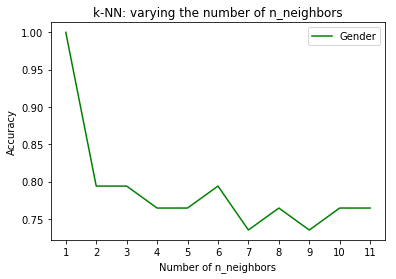 k-NN: varying the number of n_neighbors
Gender
1.00
0.95
0.90
0.85
0.80
0.75
Accuracy
1 2 3 4 5 6 7 8 9 10 11
Number of n_neighbors